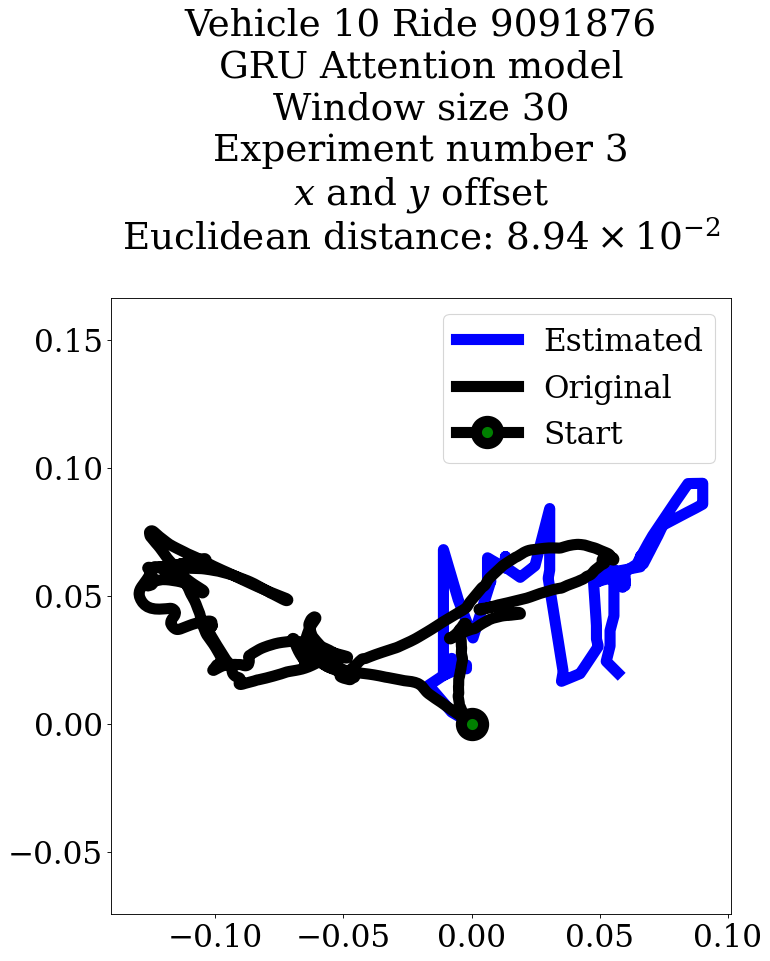 Vehicle 10 Ride 9091876
GRU Attention model
Window size 30
Experiment number 3
x and y offset
Euclidean distance: 8.94 × 10⁻²
Estimated
Original
Start
0.15
0.10
0.05
0.00
−0.05
−0.10 −0.05 0.00 0.05 0.10